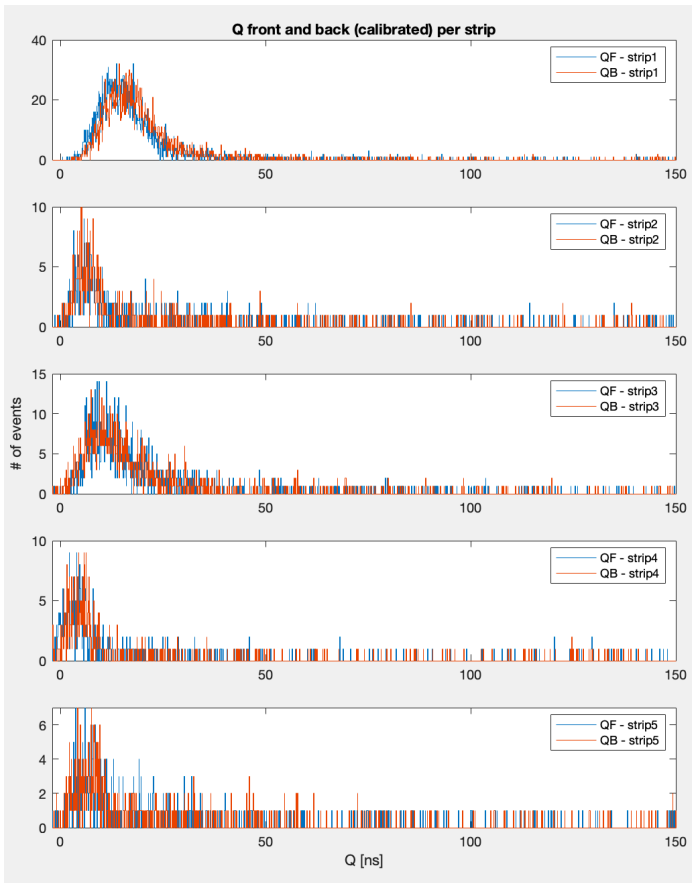 Q front and back (calibrated) per strip
40
20
0
QF - strip1
QB - strip1
0
50
100
150
10
5
0
QF - strip2
QB - strip2
0
50
100
150
# of events
15
10
5
0
QF - strip3
QB - strip3
0
50
100
150
10
5
0
QF - strip4
QB - strip4
0
50
100
150
6
4
2
0
QF - strip5
QB - strip5
0
50
100
150
Q [ns]